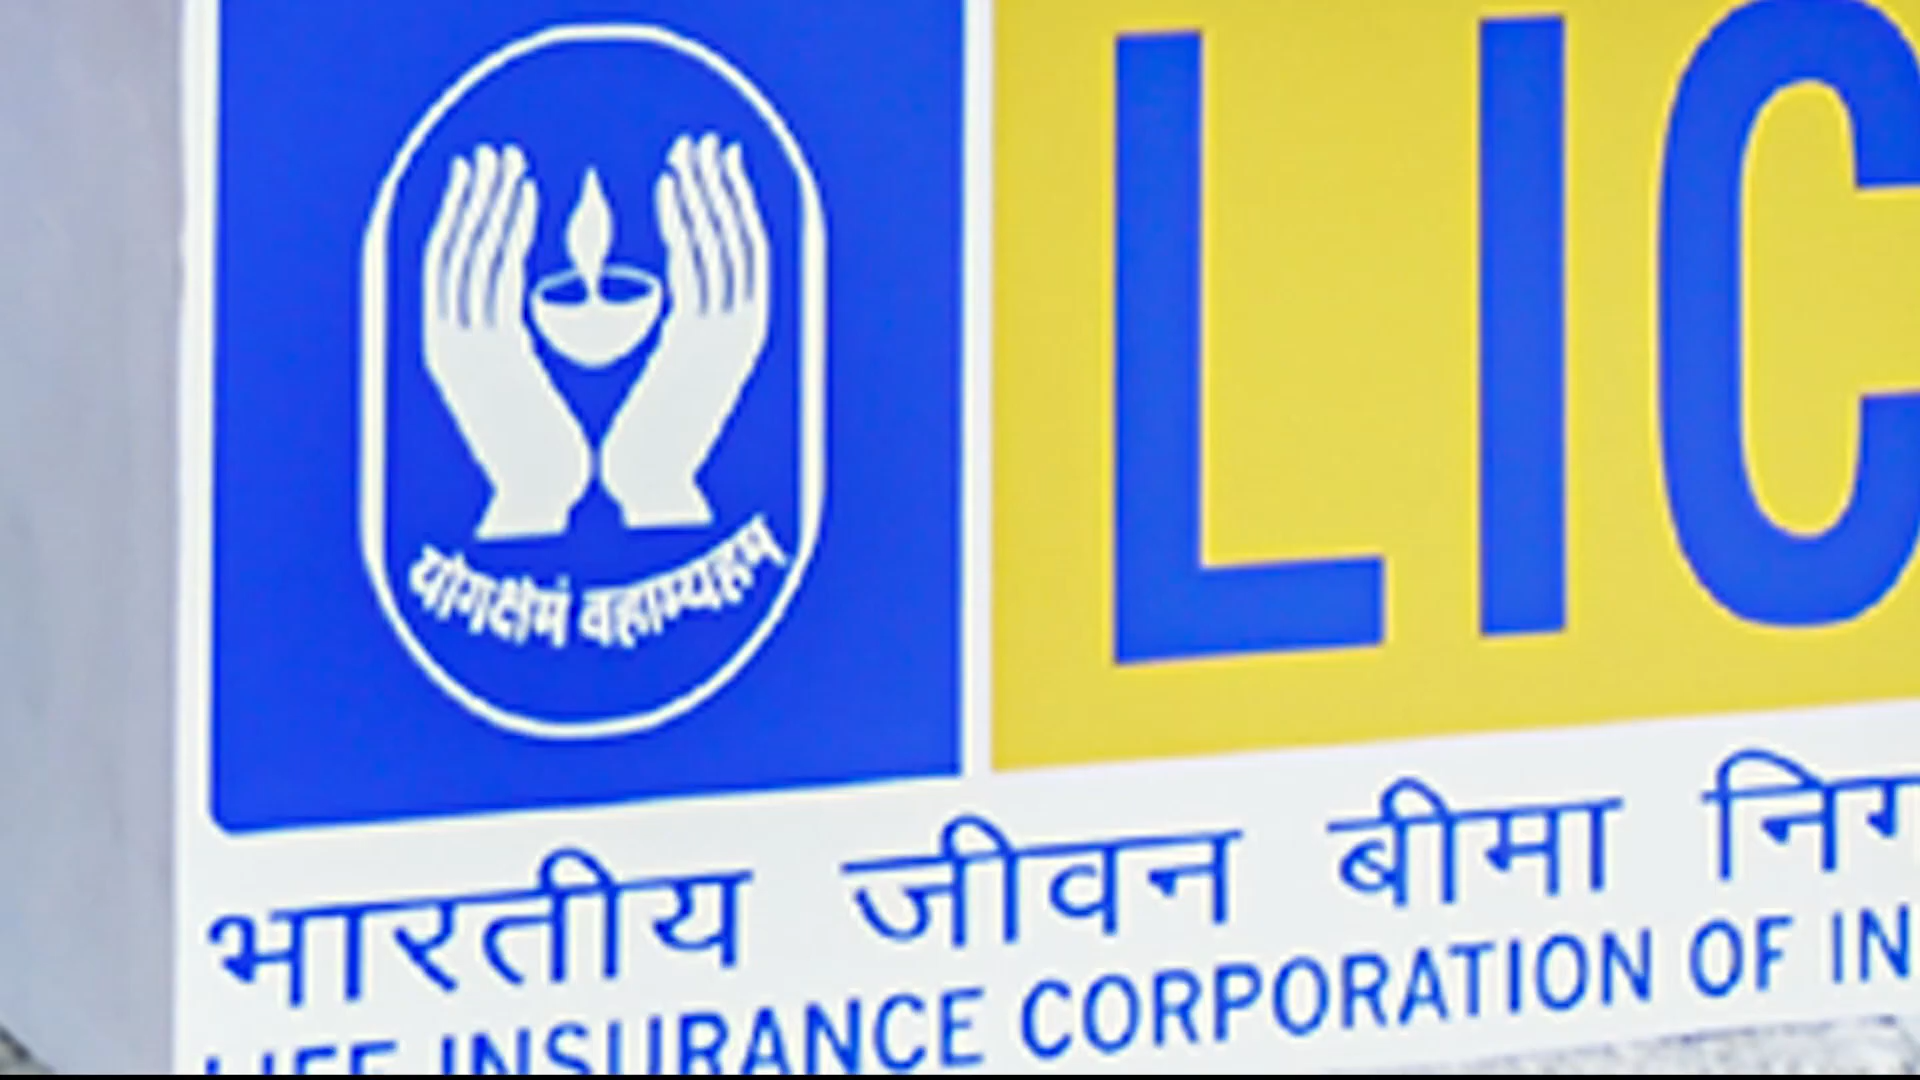 LIC
योगक्षेमं वहाम्यहम्
भारतीय जीवन बीमा निग
LIFE INSURANCE CORPORATION OF IN